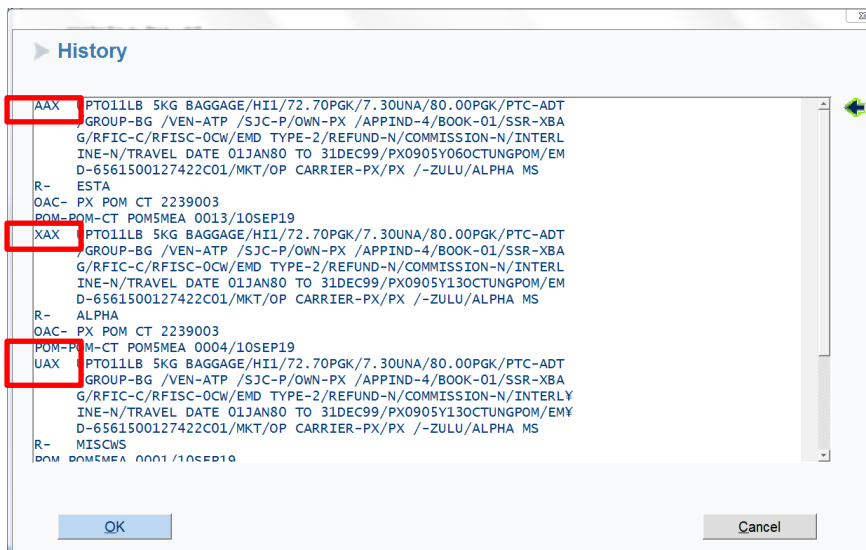 History
AAX UPTO11LB 5KG BAGGAGE/HI1/72.70PGK/7.30UNA/80.00PGK/PTC-ADT
/GROUP-BG /VEN-ATP /SJC-P/OWN-PX /APPIND-4/BOOK-01/SSR-XBA
G/RFIC-C/RFISC-0CW/EMD TYPE-2/REFUND-N/COMMISSION-N/INTERL
INE-N/TRAVEL DATE 01JAN80 TO 31DEC99/PX0905Y06OCTUNGPOM/EM
D-6561500127422C01/MKT/OP CARRIER-PX/PX /-ZULU/ALPHA MS
R- ESTA
OAC- PX POM CT 2239003
POM-POM-CT POM5MEA 0013/10SEP19
XAX UPTO11LB 5KG BAGGAGE/HI1/72.70PGK/7.30UNA/80.00PGK/PTC-ADT
/GROUP-BG /VEN-ATP /SJC-P/OWN-PX /APPIND-4/BOOK-01/SSR-XBA
G/RFIC-C/RFISC-0CW/EMD TYPE-2/REFUND-N/COMMISSION-N/INTERL
INE-N/TRAVEL DATE 01JAN80 TO 31DEC99/PX0905Y13OCTUNGPOM/EM
D-6561500127422C01/MKT/OP CARRIER-PX/PX /-ZULU/ALPHA MS
R- ALPHA
OAC- PX POM CT 2239003
POM-POM-CT POM5MEA 0004/10SEP19
UAX UPTO11LB 5KG BAGGAGE/HI1/72.70PGK/7.30UNA/80.00PGK/PTC-ADT
/GROUP-BG /VEN-ATP /SJC-P/OWN-PX /APPIND-4/BOOK-01/SSR-XBA
G/RFIC-C/RFISC-0CW/EMD TYPE-2/REFUND-N/COMMISSION-N/INTERL¥
INE-N/TRAVEL DATE 01JAN80 TO 31DEC99/PX0905Y13OCTUNGPOM/EM¥
D-6561500127422C01/MKT/OP CARRIER-PX/PX /-ZULU/ALPHA MS
R- MISCWS
POM POM5MEA 0001/10SEP19
OK
Cancel